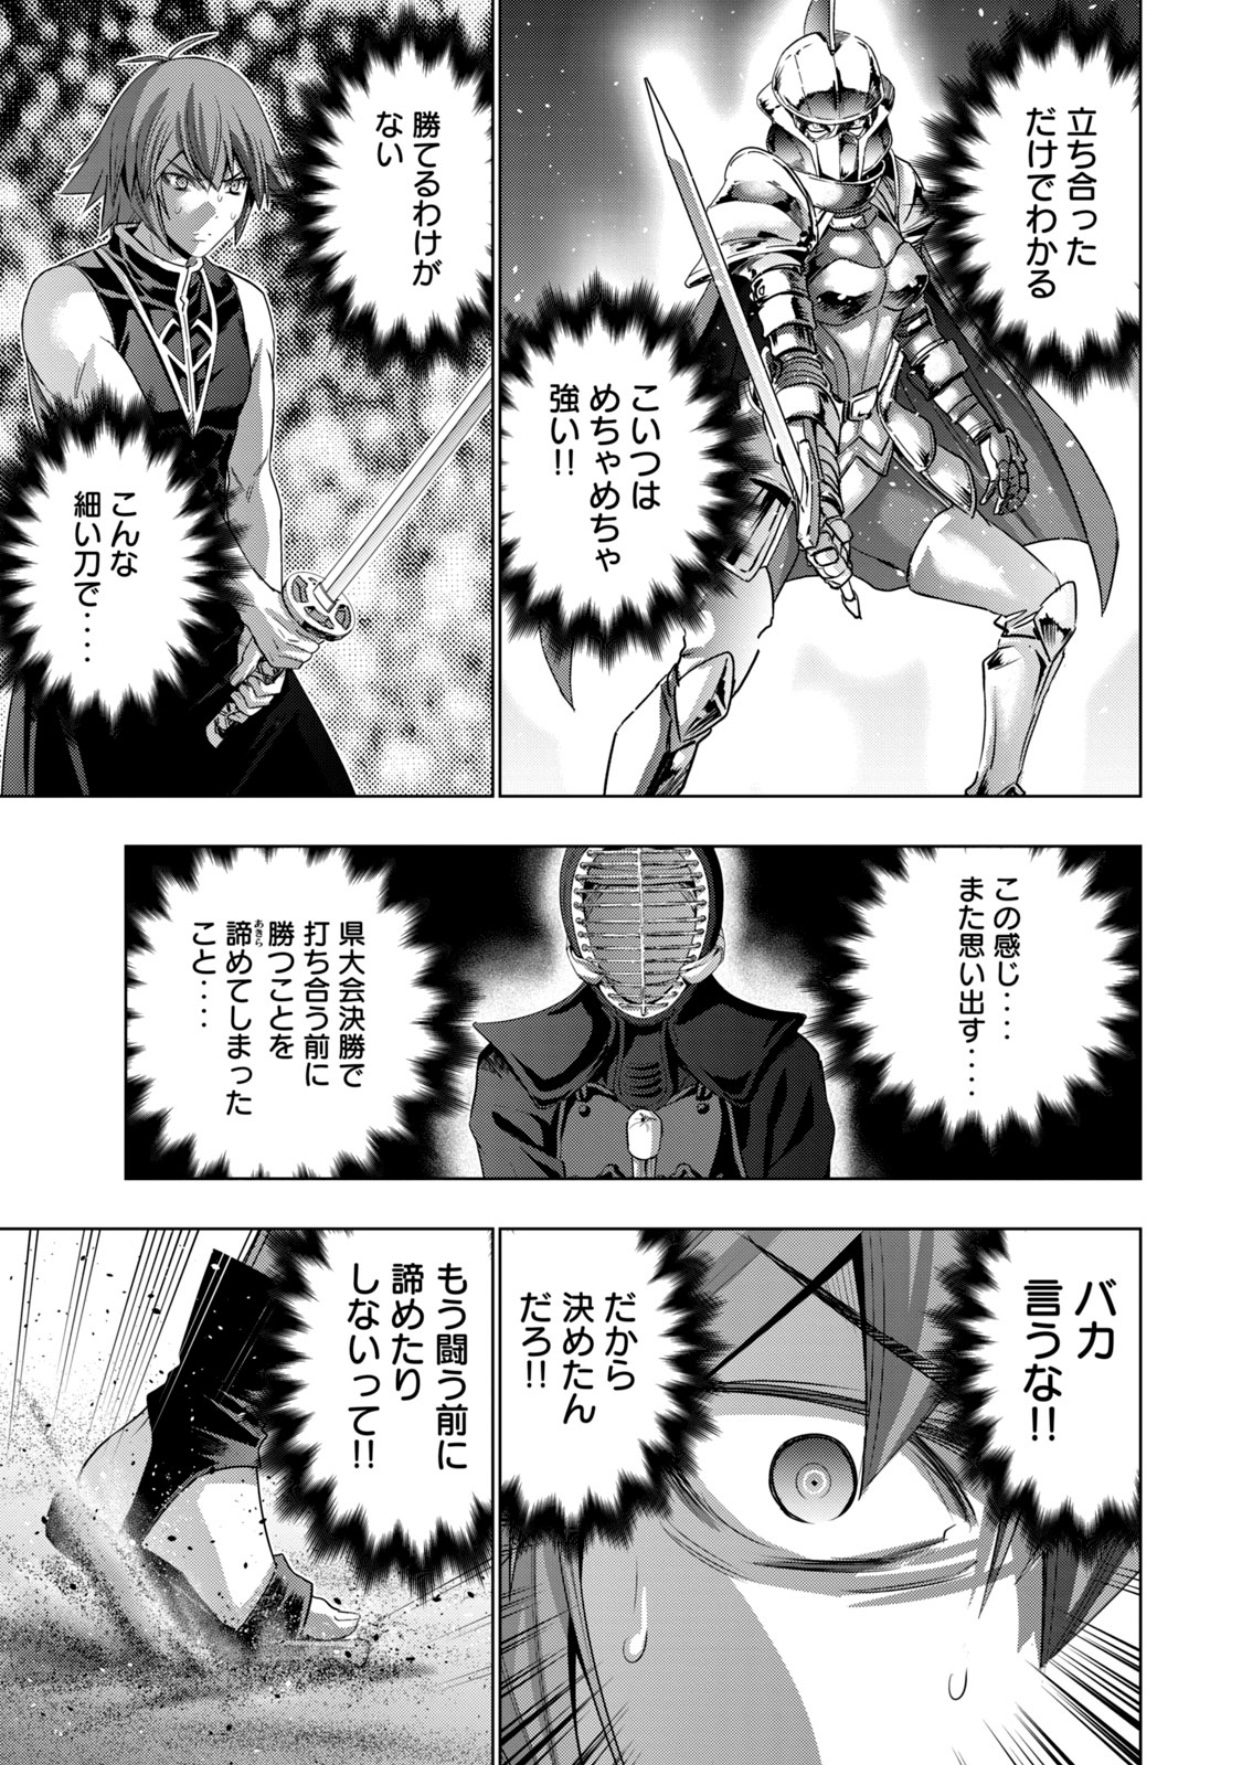 立ち合った
だけでわかる
こいつは
めちゃめちゃ
強い!!
勝てるわけが
ない
こんな
細い刀で‥‥
この感じ‥‥
また思い出す‥‥
県大会決勝で
打ち合う前に
勝つことを
諦めてしまった
あきら
こと‥‥
バカ
言うな!!
だから
決めたん
だろ!!
もう闘う前に
諦めたり
しないって!!